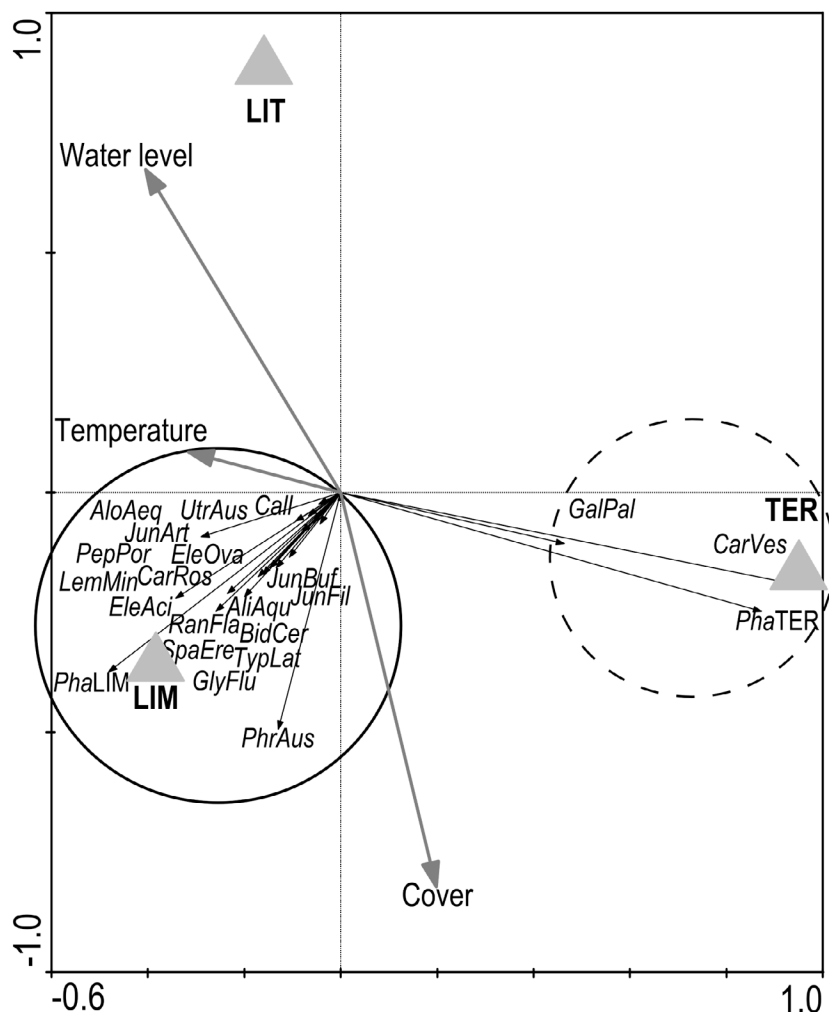 1.0
LIT
Water level
Temperature
AloAeq UtrAus Call GalPal TER
JunArt
PepPor EleOva CarVes
LemMin CarRos JunBuf
EleAci AliAqu JunFil
RanFla BidCer PhaTER
SpaEre TypLat
PhaLIM LIM GlyFlu
PhrAus
Cover
-1.0
-0.6 1.0